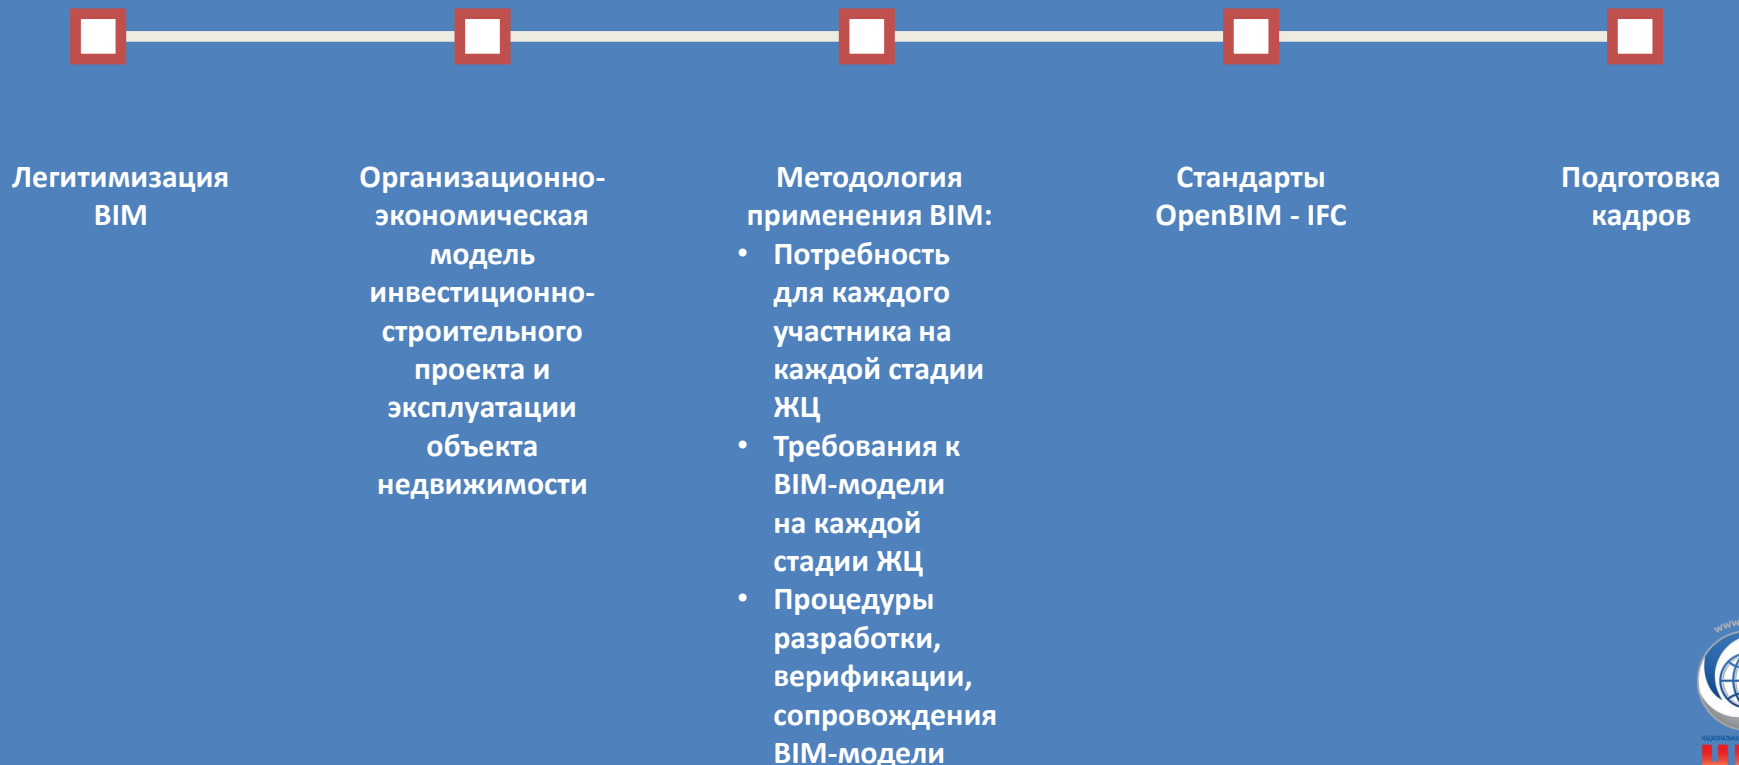 Легитимизация
BIM
Организационно-
экономическая
модель
инвестиционно-
строительного
проекта и
эксплуатации
объекта
недвижимости
Методология
применения BIM:
• Потребность
для каждого
участника на
каждой стадии
ЖЦ
• Требования к
BIM-модели
на каждой
стадии ЖЦ
• Процедуры
разработки,
верификации,
сопровождения
BIM-модели
Стандарты
OpenBIM - IFC
Подготовка
кадров